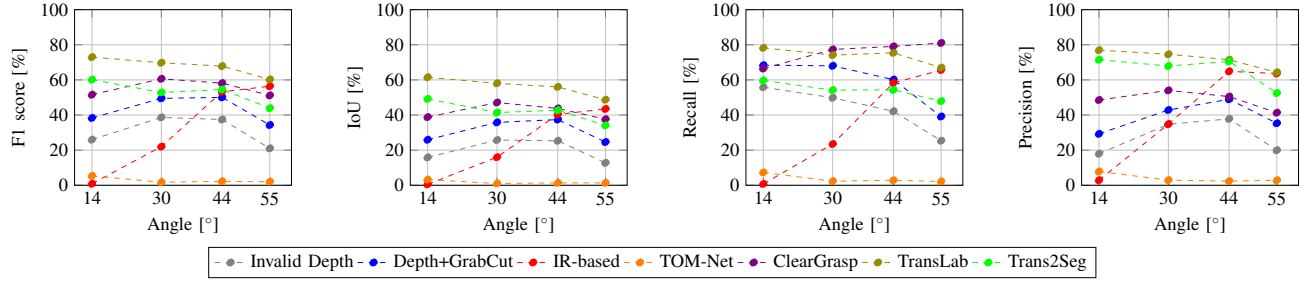 F1 score [%]
100
80
60
40
20
0
14 30 44 55
Angle [°]
IoU [%]
100
80
60
40
20
0
14 30 44 55
Angle [°]
Recall [%]
100
80
60
40
20
0
14 30 44 55
Angle [°]
Precision [%]
100
80
60
40
20
0
14 30 44 55
Angle [°]
Invalid Depth Depth+GrabCut IR-based TOM-Net ClearGrasp TransLab Trans2Seg